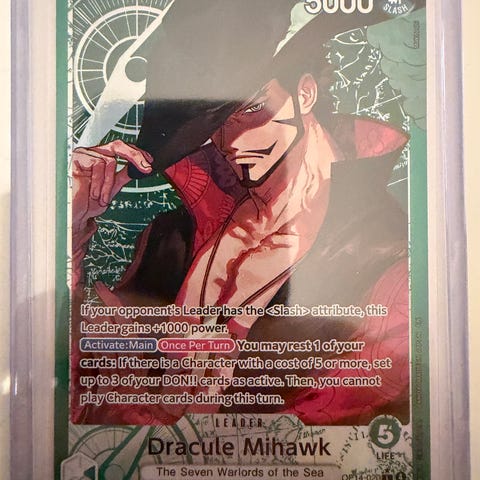 5000
SLASH
If your opponent's Leader has the <Slash> attribute, this
Leader gains +1000 power.
Activate: Main Once Per Turn You may rest 1 of your
cards: If there is a Character with a cost of 5 or more, set
up to 3 of your DON!! cards as active. Then, you cannot
play Character cards during this turn.
LEADER
Dracule Mihawk
5
LIFE
The Seven Warlords of the Sea
OP14-020